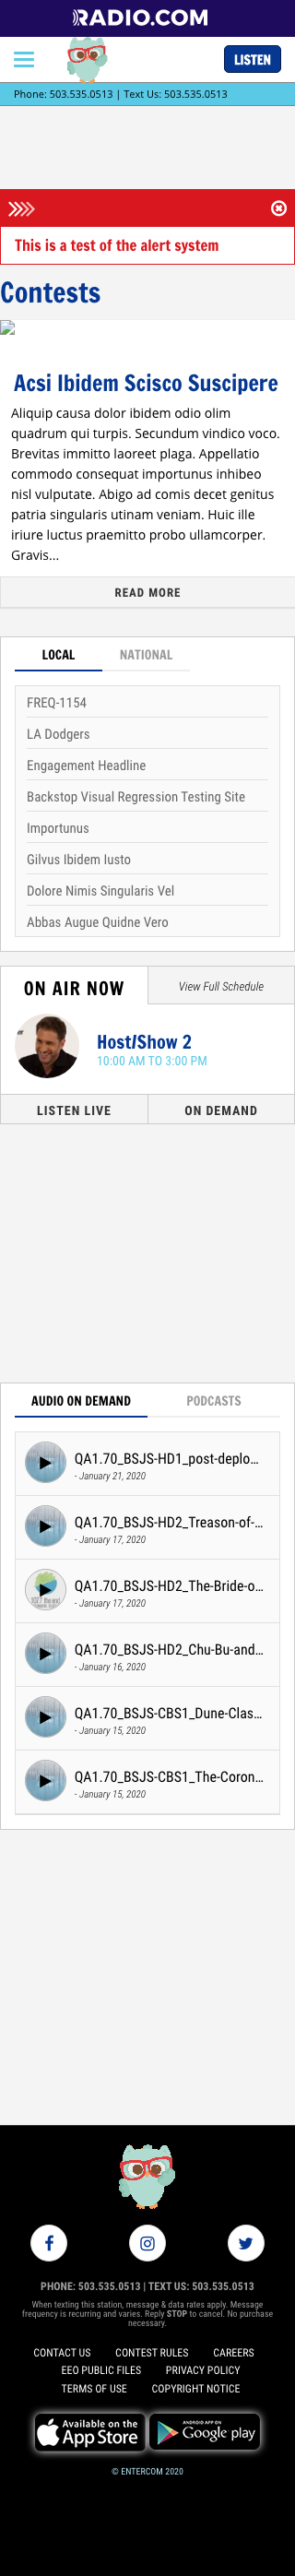 RADIO.COM
LISTEN
Phone: 503.535.0513 | Text Us: 503.535.0513
This is a test of the alert system
Contests
Acsi Ibidem Scisco Suscipere
Aliquip causa dolor ibidem odio olim
quadrum qui turpis. Secundum vindico voco.
Brevitas immitto laoreet plaga. Appellatio
commodo consequat importunus inhibeo
nisl vulputate. Abigo ad comis decet genitus
patria singularis utinam veniam. Huic ille
iriure luctus praemitto probo ullamcorper.
Gravis...
READ MORE
LOCAL NATIONAL
FREQ-1154
LA Dodgers
Engagement Headline
Backstop Visual Regression Testing Site
Importunus
Gilvus Ibidem Iusto
Dolore Nimis Singularis Vel
Abbas Augue Quidne Vero
ON AIR NOW View Full Schedule
Host/Show 2
10:00 AM TO 3:00 PM
LISTEN LIVE ON DEMAND
AUDIO ON DEMAND PODCASTS
QA1.70_BSJS-HD1_post-deplo...
- January 21, 2020
QA1.70_BSJS-HD2_Treason-of-...
- January 17, 2020
QA1.70_BSJS-HD2_The-Bride-o...
- January 17, 2020
QA1.70_BSJS-HD2_Chu-Bu-and...
- January 16, 2020
QA1.70_BSJS-CBS1_Dune-Clas...
- January 15, 2020
QA1.70_BSJS-CBS1_The-Coron...
- January 15, 2020
PHONE: 503.535.0513 | TEXT US: 503.535.0513
When texting this station, message & data rates apply. Message
frequency is recurring and varies. Reply STOP to cancel. No purchase
necessary.
CONTACT US CONTEST RULES CAREERS
EEO PUBLIC FILES PRIVACY POLICY
TERMS OF USE COPYRIGHT NOTICE
Available on the
App Store
ANDROID APP ON
Google play
© ENTERCOM 2020